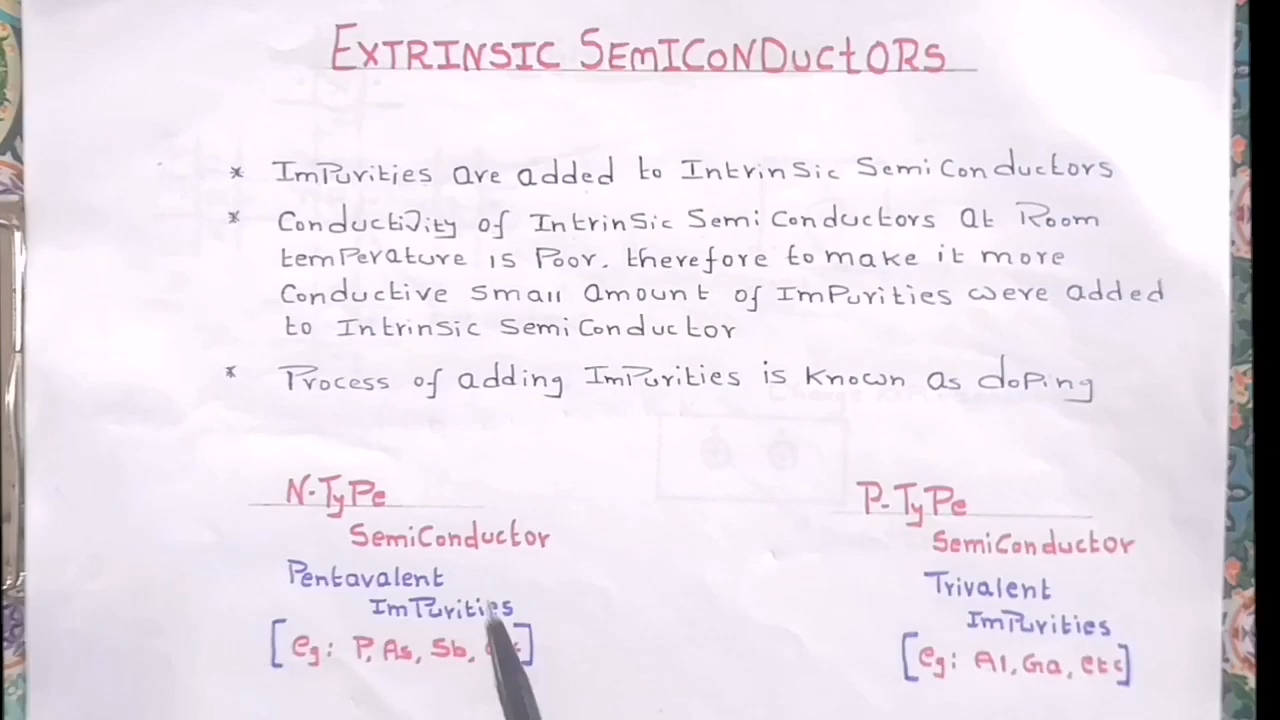 EXTRINSIC SEMICONDUCTORS
* Impurities are added to Intrinsic Semiconductors
* Conductivity of Intrinsic Semiconductors at Room
temperature is Poor, therefore to make it more
Conductive small amount of Impurities were added
to Intrinsic Semiconductor
* Process of adding Impurities is known as doping
N-Type
Semiconductor
Pentavalent
Impurities
[eg: P, As, Sb, ]
P-Type
Semiconductor
Trivalent
Impurities
[eg: Al, Ga, etc]